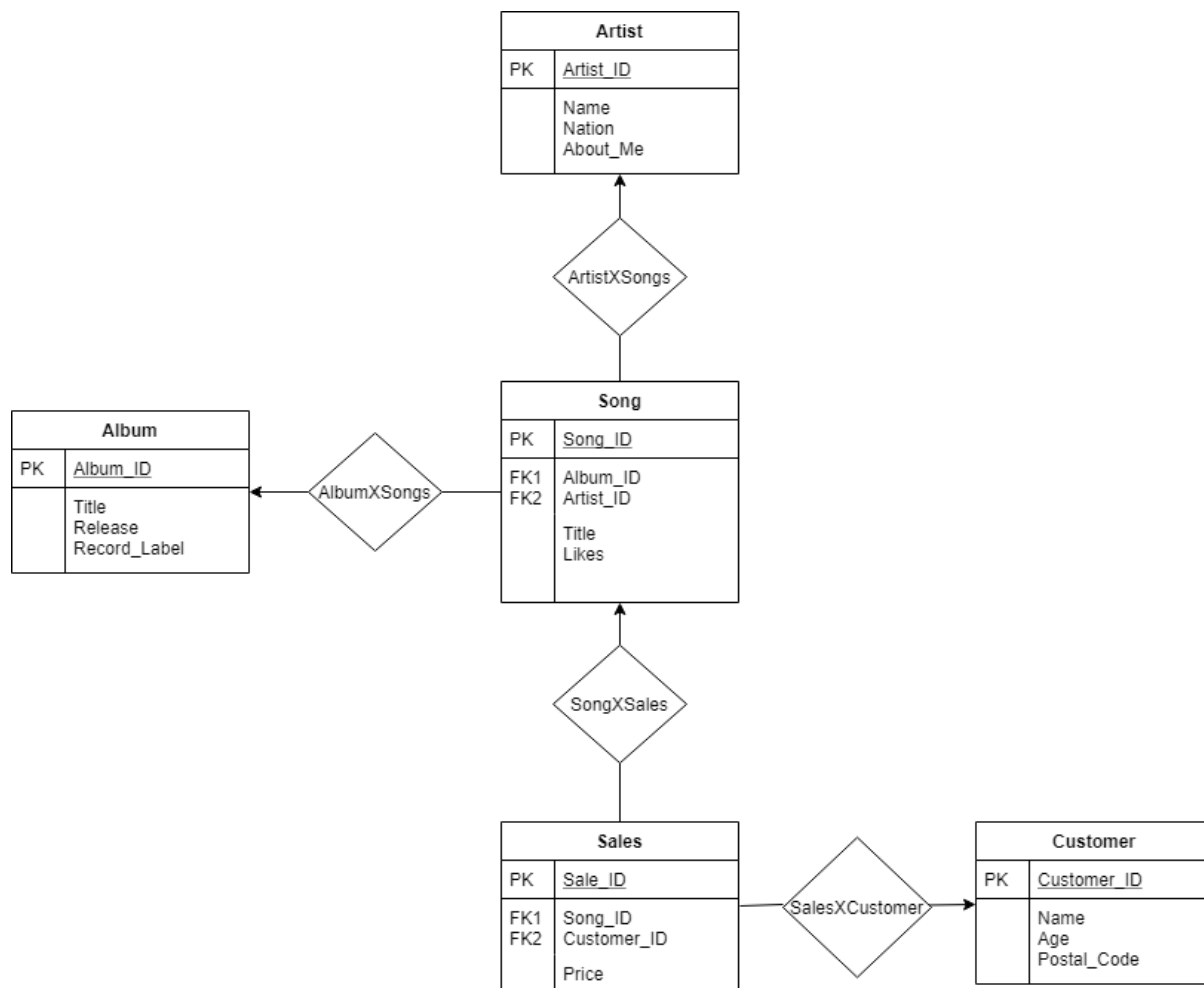 Artist
PK Artist_ID
Name
Nation
About_Me
ArtistXSongs
Song
PK Song_ID
FK1 Album_ID
FK2 Artist_ID
Title
Likes
Album
PK Album_ID
Title
Release
Record_Label
AlbumXSongs
SongXSales
Sales
PK Sale_ID
FK1 Song_ID
FK2 Customer_ID
Price
SalesXCustomer
Customer
PK Customer_ID
Name
Age
Postal_Code